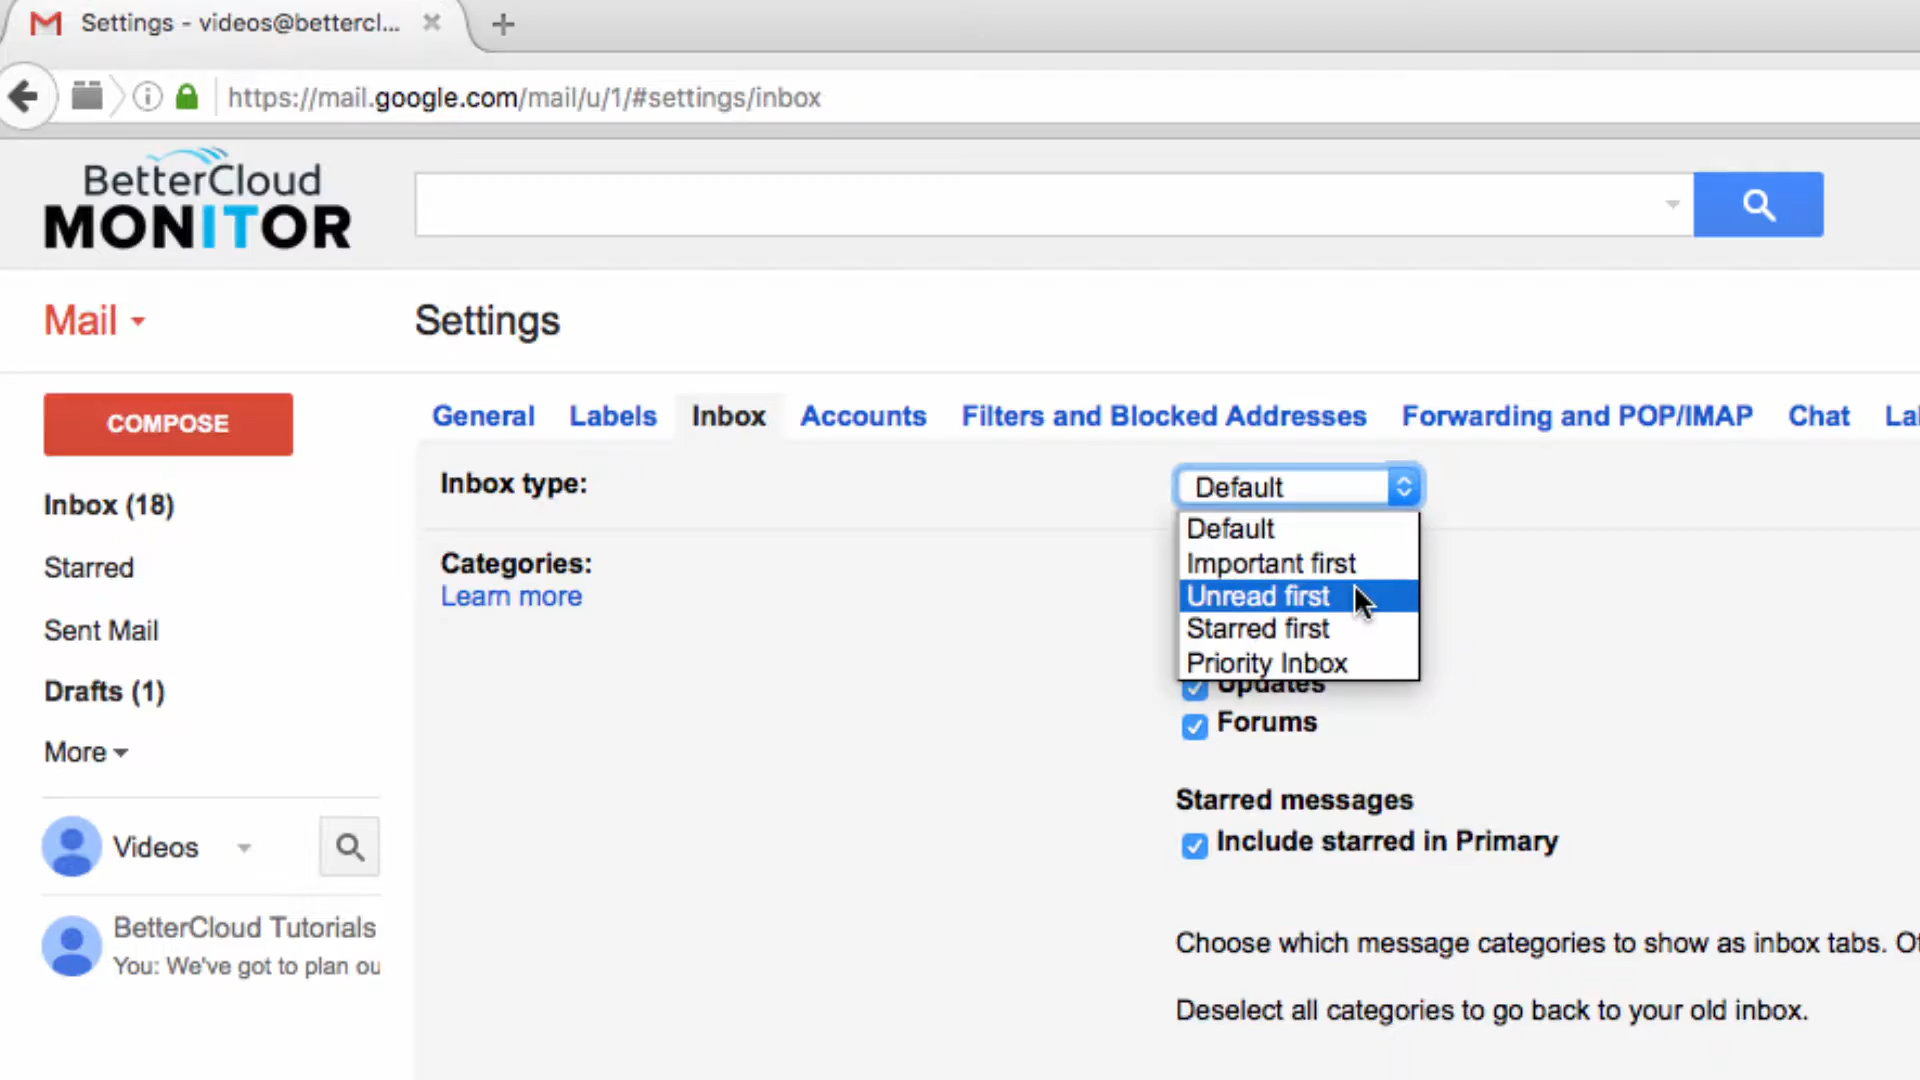 Settings - videos@bettercl...
https://mail.google.com/mail/u/1/#settings/inbox
BetterCloud
MONITOR
Mail
Settings
COMPOSE
General Labels Inbox Accounts Filters and Blocked Addresses Forwarding and POP/IMAP Chat
Inbox type:
Default
Default
Important first
Unread first
Starred first
Priority Inbox
Categories:
Learn more
Updates
Forums
Starred messages
Include starred in Primary
Choose which message categories to show as inbox tabs.
Deselect all categories to go back to your old inbox.
Inbox (18)
Starred
Sent Mail
Drafts (1)
More
Videos
BetterCloud Tutorials
You: We've got to plan ou